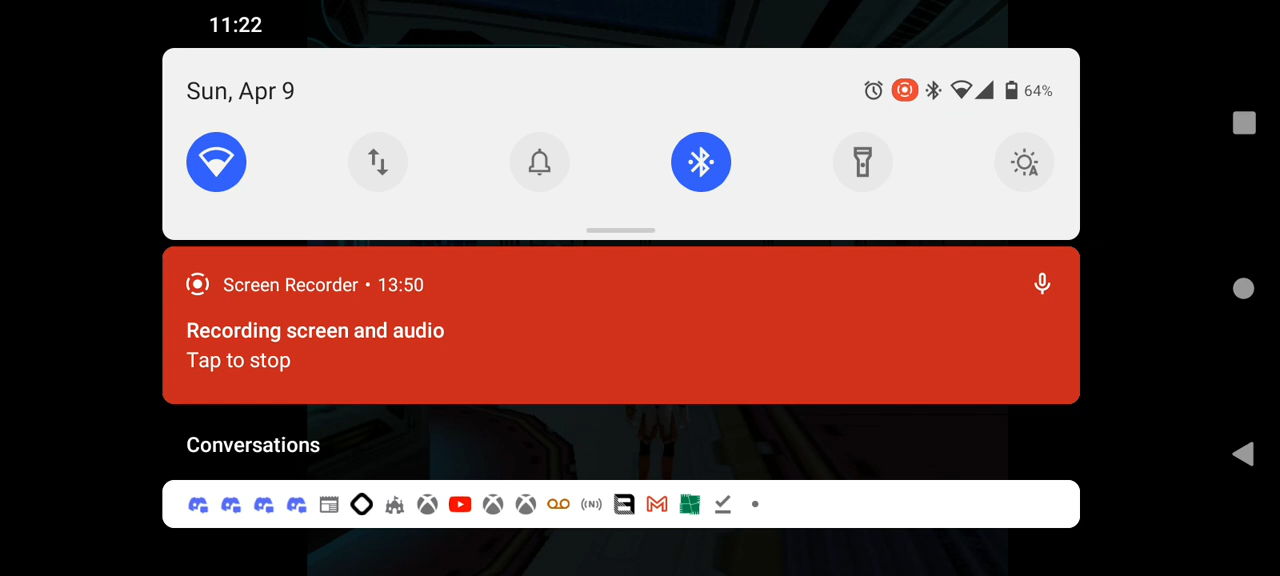 11:22
Sun, Apr 9
64%
Screen Recorder • 13:50
Recording screen and audio
Tap to stop
Conversations